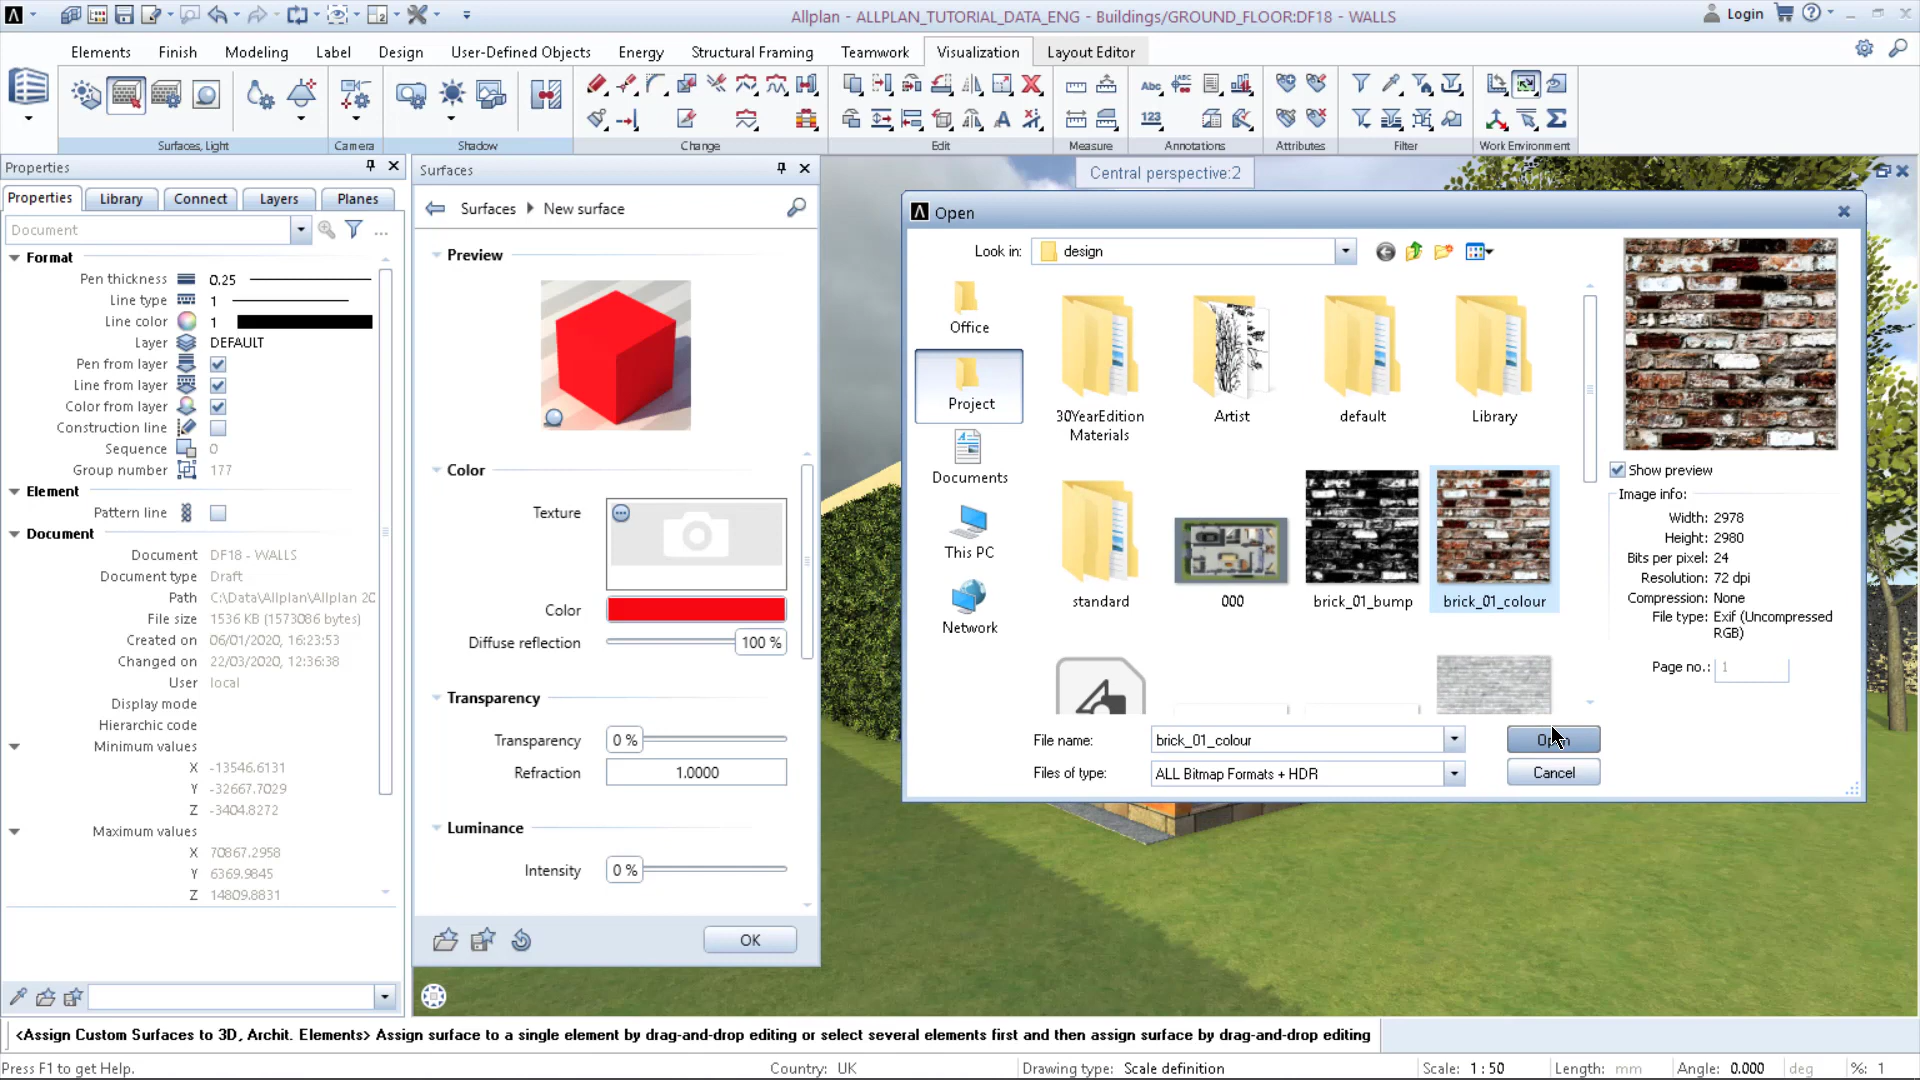 Allplan - ALLPLAN_TUTORIAL_DATA_ENG - Buildings/GROUND_FLOOR:DF18 - WALLS
Login
Elements Finish Modeling Label Design User-Defined Objects Energy Structural Framing Teamwork Visualization Layout Editor
Surfaces, Light Camera Shadow Change Edit Measure Annotations Attributes Filter Work Environment
Properties
Properties Library Connect Layers Planes
Document
Format
Pen thickness 0.25
Line type 1
Line color 1
Layer DEFAULT
Pen from layer
Line from layer
Color from layer
Construction line
Sequence 0
Group number 177
Element
Pattern line
Document
Document DF18 - WALLS
Document type Draft
Path C:\Data\Allplan\Allplan 20
File size 1536 KB (1573086 bytes)
Created on 06/01/2020, 16:23:53
Changed on 22/03/2020, 12:36:38
User local
Display mode
Hierarchic code
Minimum values
X -13546.6131
Y -32667.7029
Z -3404.8272
Maximum values
X 70867.2958
Y 6369.9845
Z 14809.8831
Surfaces
Surfaces New surface
Preview
Color
Texture
Color
Diffuse reflection 100 %
Transparency
Transparency 0 %
Refraction 1.0000
Luminance
Intensity 0 %
OK
Central perspective:2
Open
Look in: design
Office
Project
Documents
This PC
Network
30YearEdition Materials
Artist
default
Library
standard
000
brick_01_bump
brick_01_colour
File name: brick_01_colour
Files of type: ALL Bitmap Formats + HDR
Cancel
Show preview
Image info:
Width: 2978
Height: 2980
Bits per pixel: 24
Resolution: 72 dpi
Compression: None
File type: Exif (Uncompressed
RGB)
Page no.: 1
<Assign Custom Surfaces to 3D, Archit. Elements> Assign surface to a single element by drag-and-drop editing or select several elements first and then assign surface by drag-and-drop editing
Press F1 to get Help. Country: UK Drawing type: Scale definition Scale: 1 : 50 Length: mm Angle: 0.000 deg %: 1